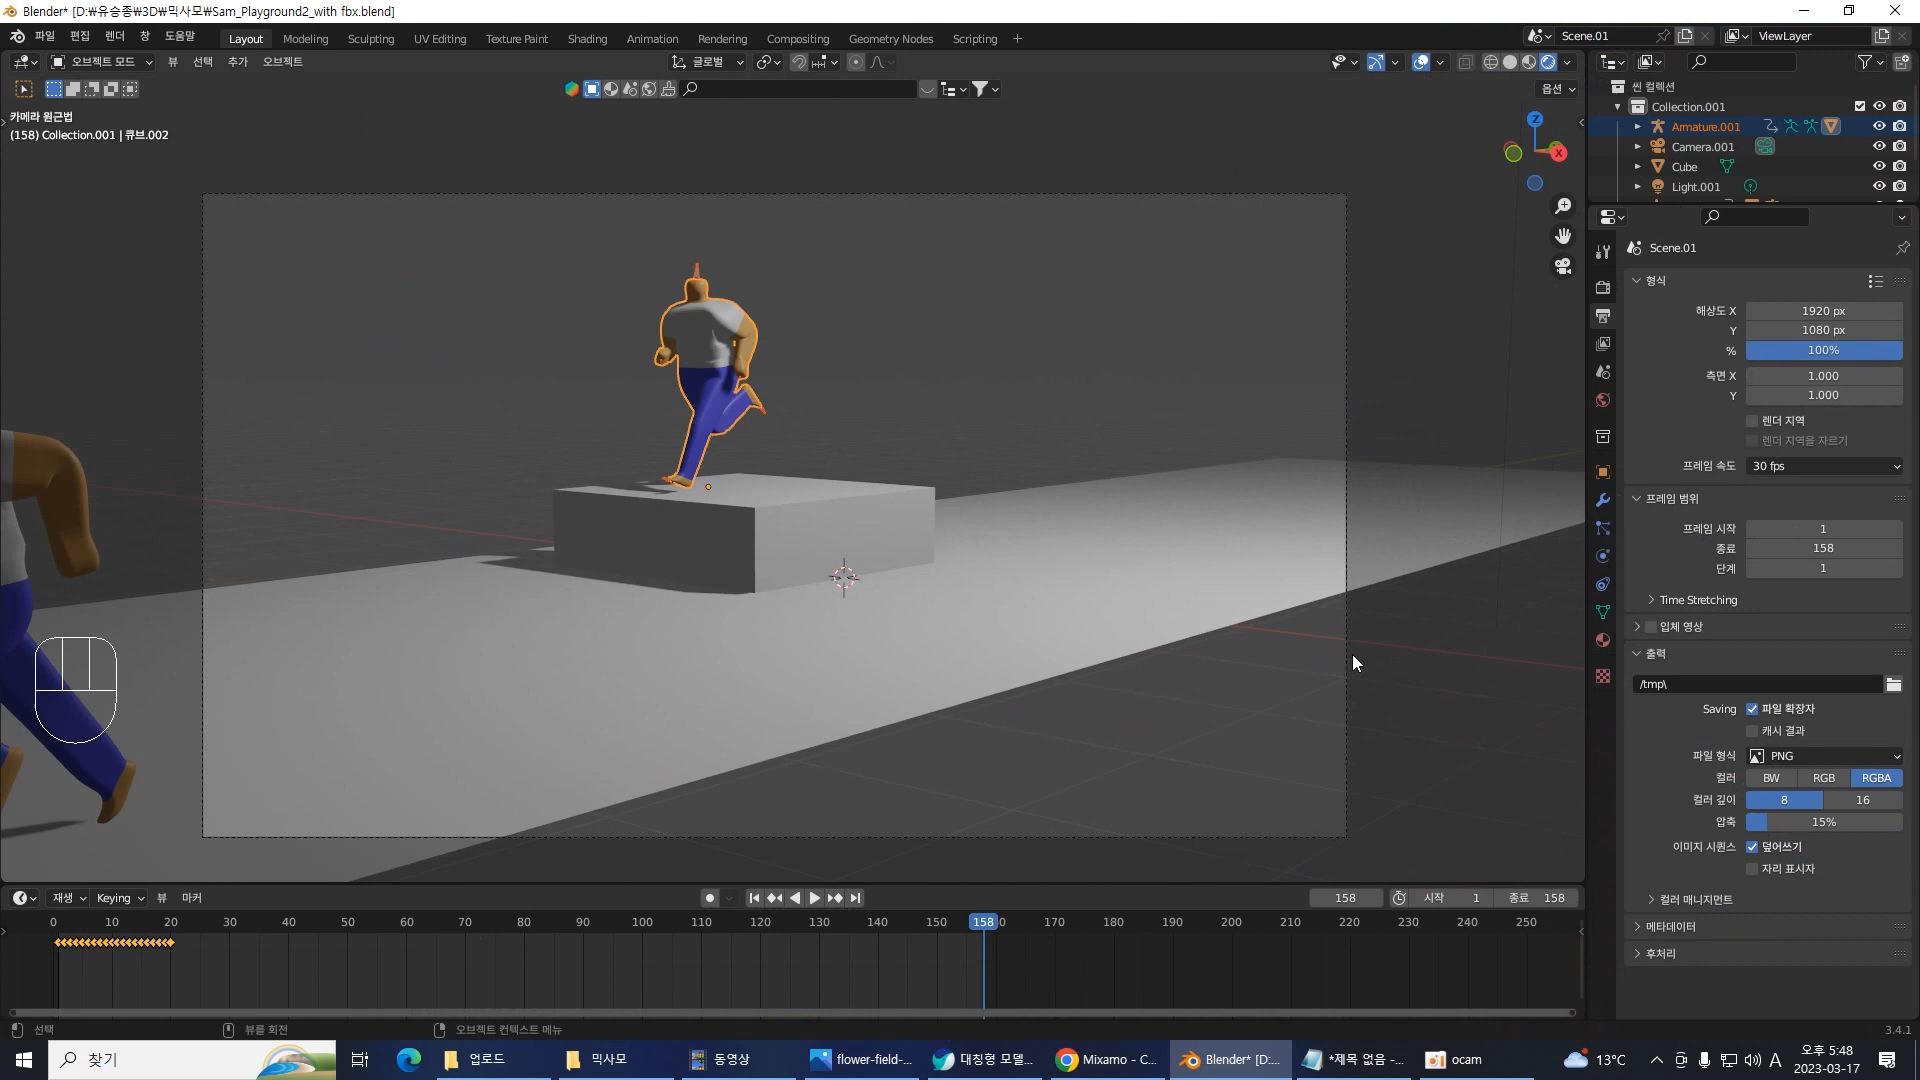 Blender* [D:₩유승종₩3D₩믹사모₩Sam_Playground2_with fbx.blend]
파일 편집 렌더 창 도움말 Layout Modeling Sculpting UV Editing Texture Paint Shading Animation Rendering Compositing Geometry Nodes Scripting + Scene.01 ViewLayer
오브젝트 모드 뷰 선택 추가 오브젝트 글로벌
옵션
카메라 원근법
(158) Collection.001 | 큐브.002
Z
X
씬 컬렉션
Collection.001
Armature.001
Camera.001
Cube
Light.001
Scene.01
형식
해상도 X 1920 px
Y 1080 px
% 100%
측면 X 1.000
Y 1.000
렌더 지역
렌더 지역을 자르기
프레임 속도 30 fps
프레임 범위
프레임 시작 1
종료 158
단계 1
Time Stretching
입체 영상
출력
/tmp\
Saving 파일 확장자
캐시 결과
파일 형식 PNG
컬러 BW RGB RGBA
컬러 깊이 8 16
압축 15%
이미지 시퀀스 덮어쓰기
자리 표시자
컬러 매니지먼트
메타데이터
후처리
재생 Keying 뷰 마커 158 시작 1 종료 158
0 10 20 30 40 50 60 70 80 90 100 110 120 130 140 150 158 0 170 180 190 200 210 220 230 240 250
선택 뷰를 회전 오브젝트 컨텍스트 메뉴 3.4.1
찾기 업로드 믹사모 동영상 flower-field-... 대칭형 모델... Mixamo - C... Blender* [D:... *제목 없음 -... ocam 13°C A 오후 5:48
2023-03-17